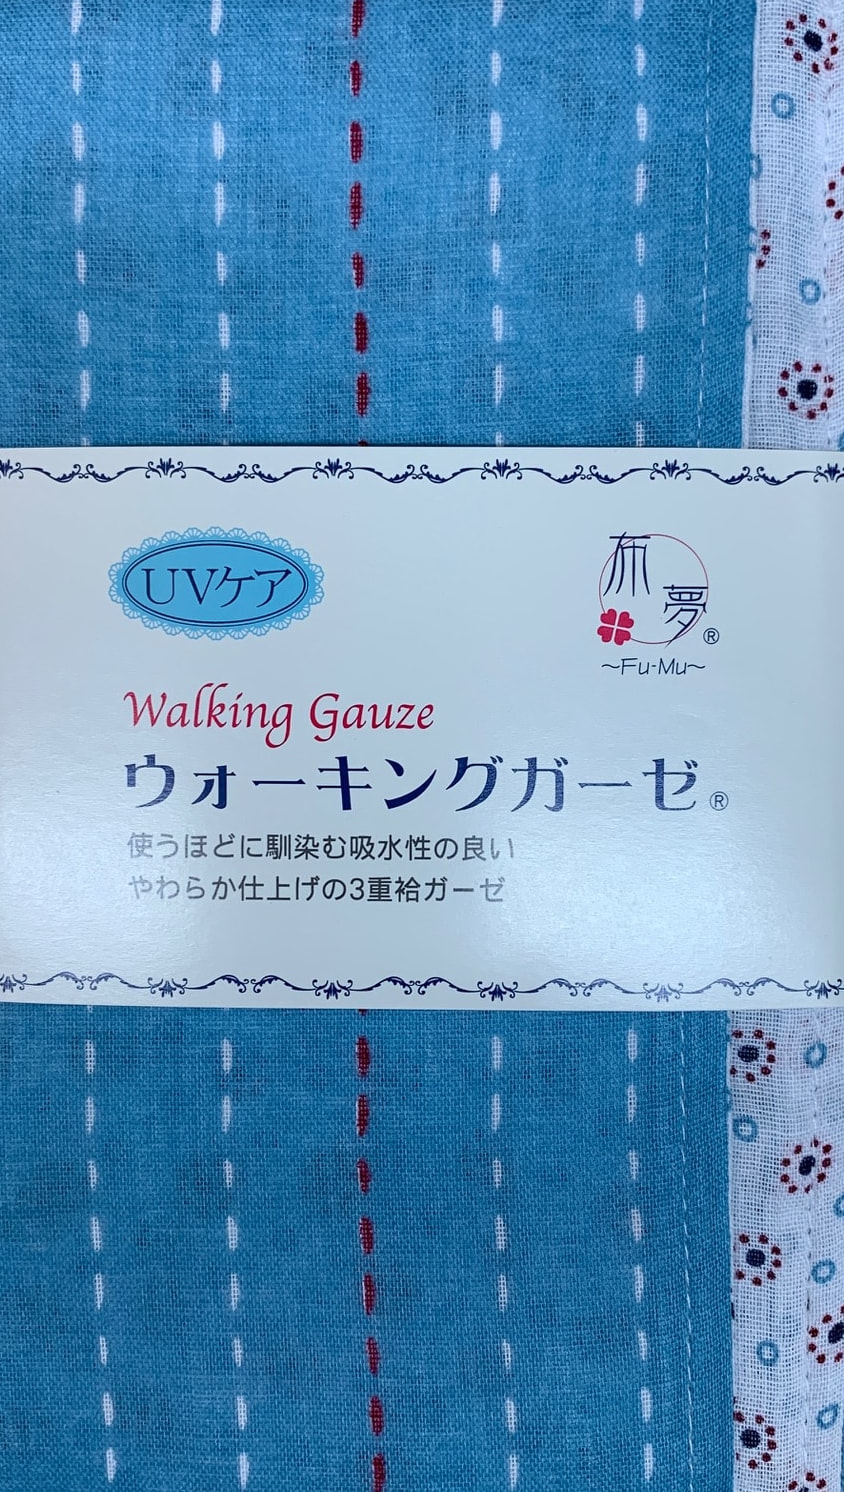 UVケア
布夢®
~Fu-Mu~
Walking Gauze
ウォーキングガーゼ®
使うほどに馴染む吸水性の良い
やわらか仕上げの3重袷ガーゼ